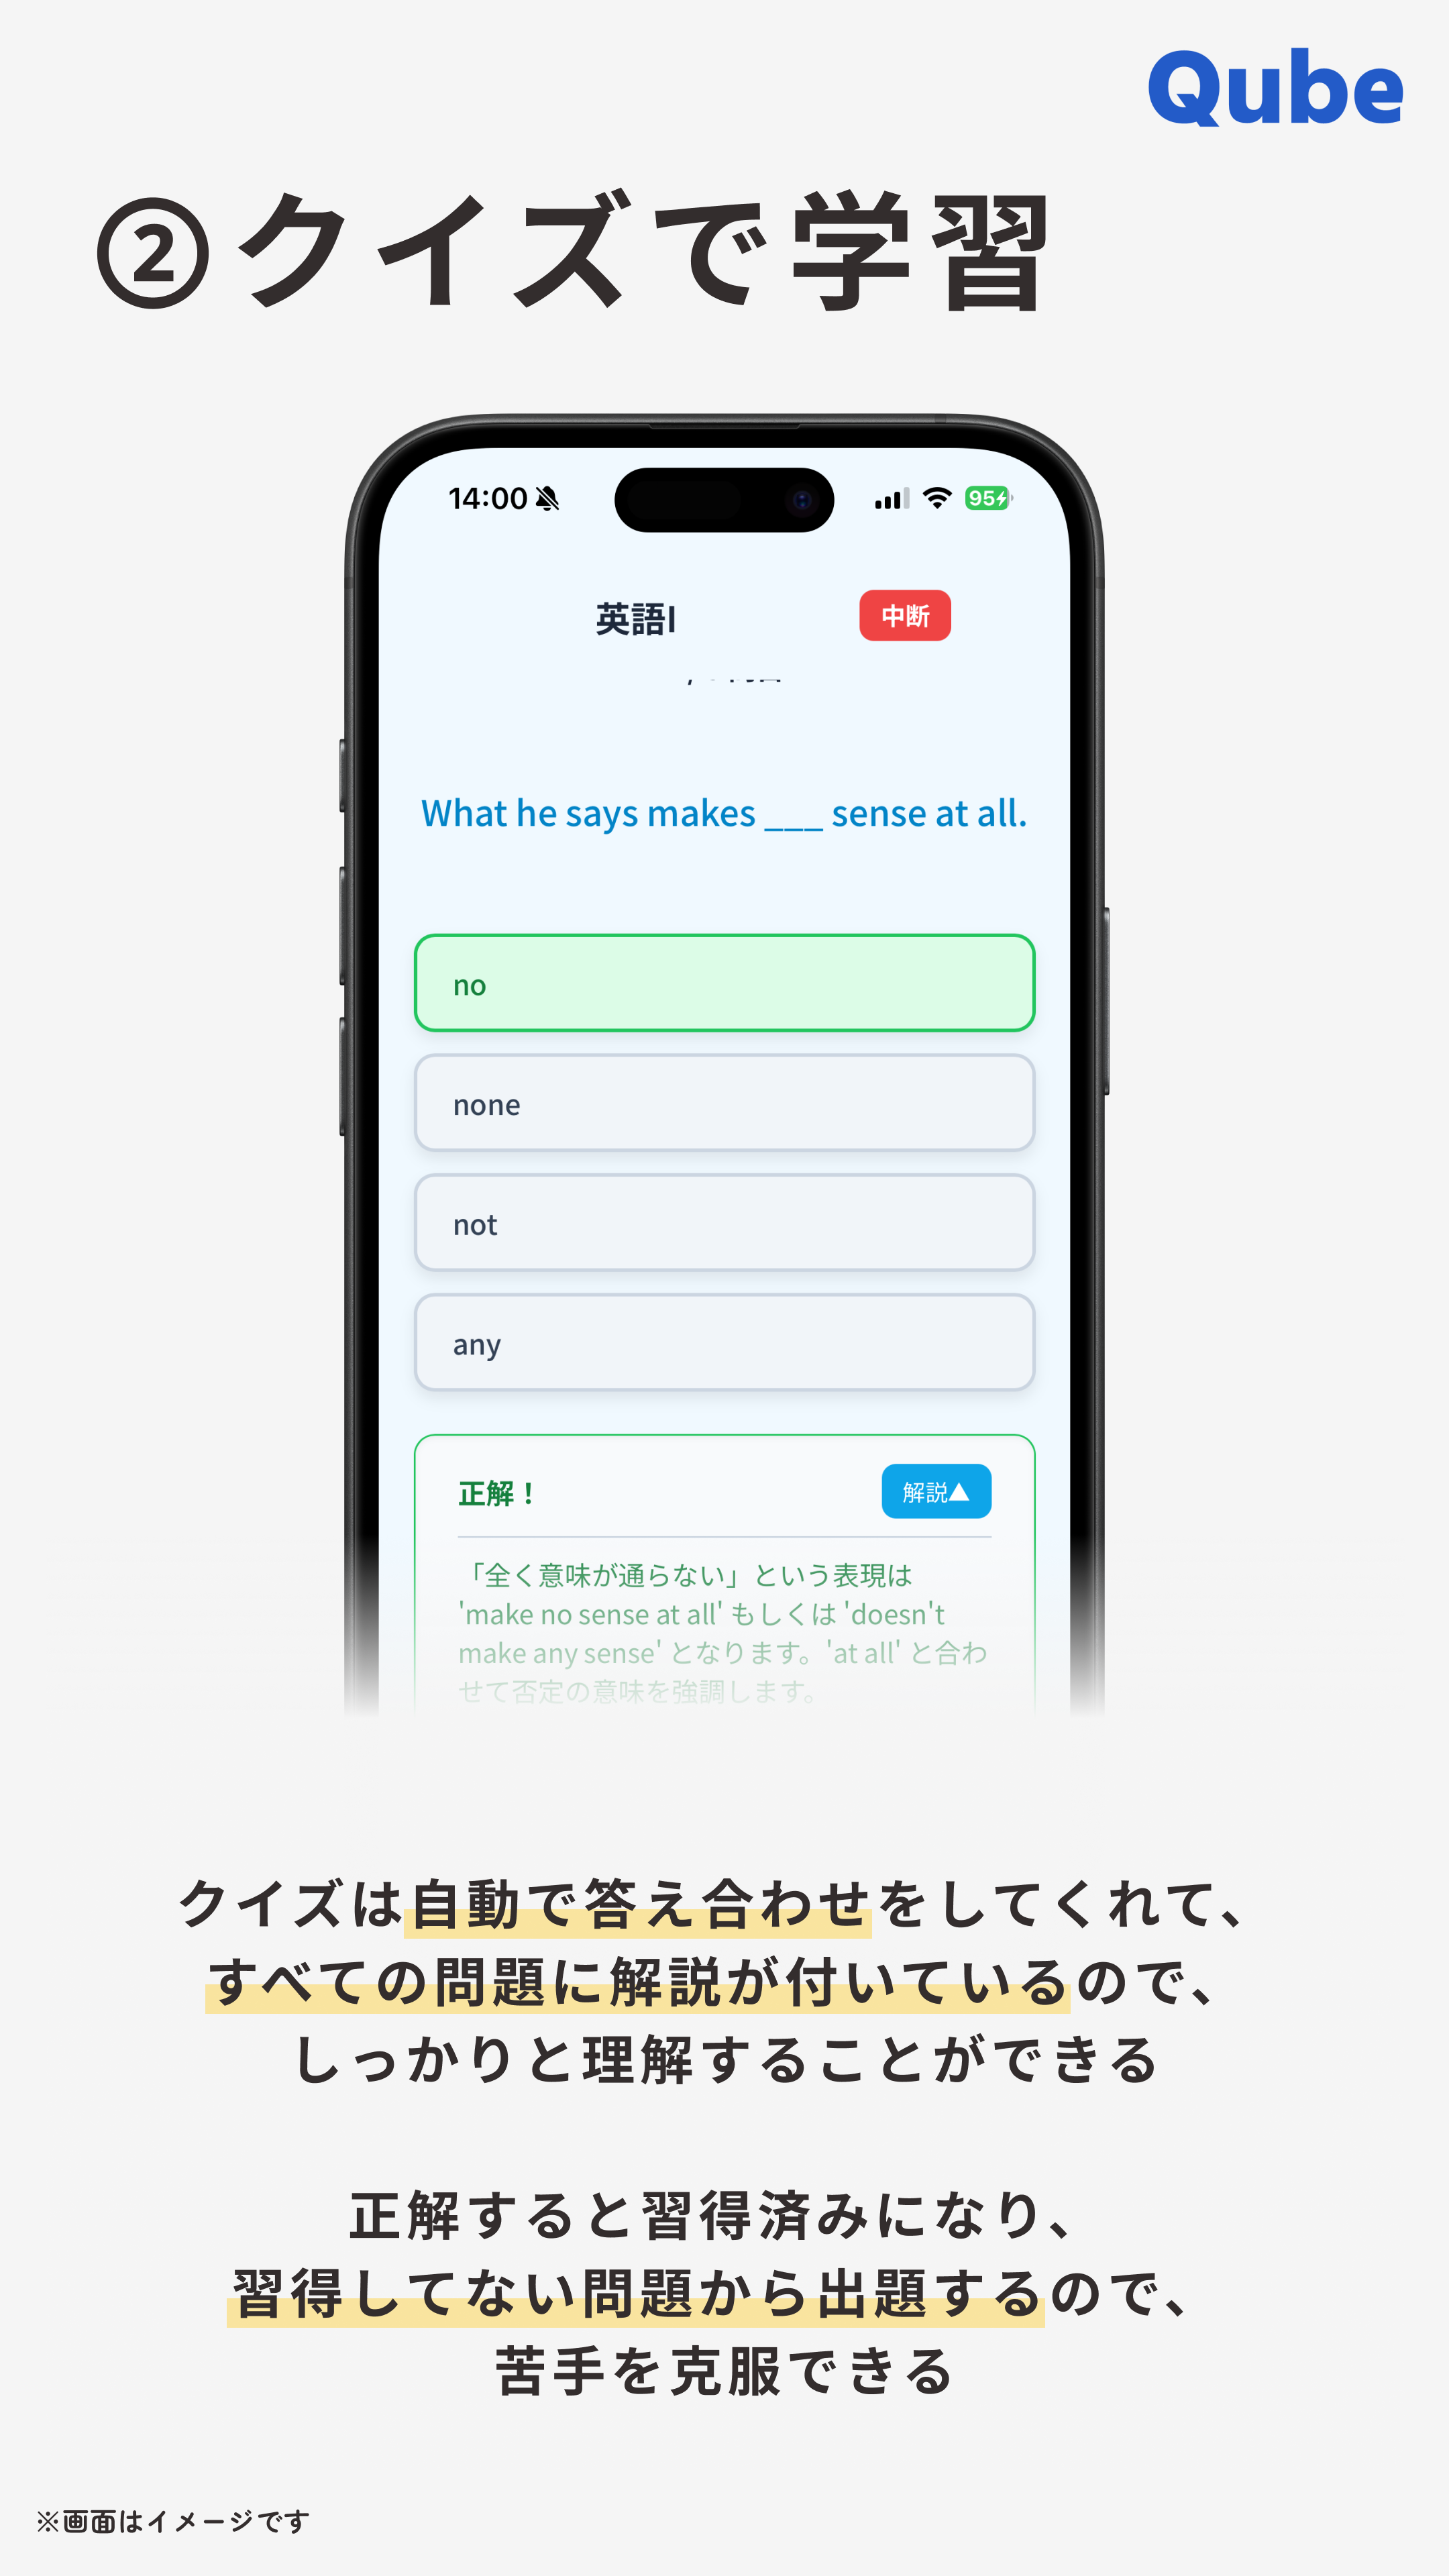 Qube
②クイズで学習
14:00
95
英語I
中断
What he says makes ___ sense at all.
no
none
not
any
正解！
解説▲
「全く意味が通らない」という表現は
'make no sense at all' もしくは 'doesn't
make any sense' となります。'at all' と合わ
せて否定の意味を強調します。
クイズは自動で答え合わせをしてくれて、
すべての問題に解説が付いているので、
しっかりと理解することができる
正解すると習得済みになり、
習得してない問題から出題するので、
苦手を克服できる
※画面はイメージです